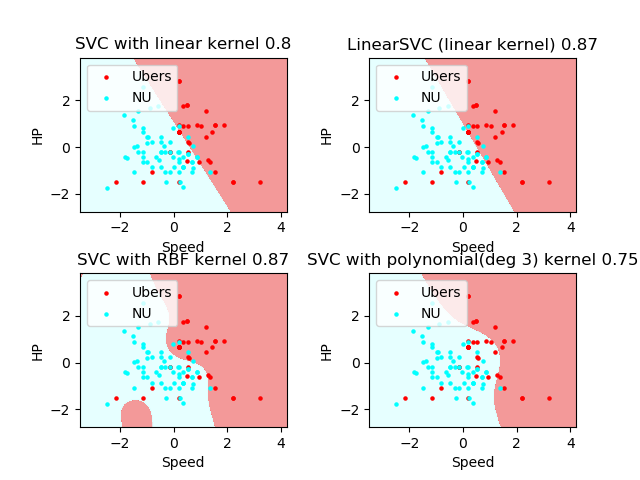 SVC with linear kernel 0.8
LinearSVC (linear kernel) 0.87
Ubers
NU
HP
2
0
−2
−2
0
2
4
Speed
Ubers
NU
HP
2
0
−2
−2
0
2
4
Speed
SVC with RBF kernel 0.87
SVC with polynomial(deg 3) kernel 0.75
Ubers
NU
HP
2
0
−2
−2
0
2
4
Speed
Ubers
NU
HP
2
0
−2
−2
0
2
4
Speed